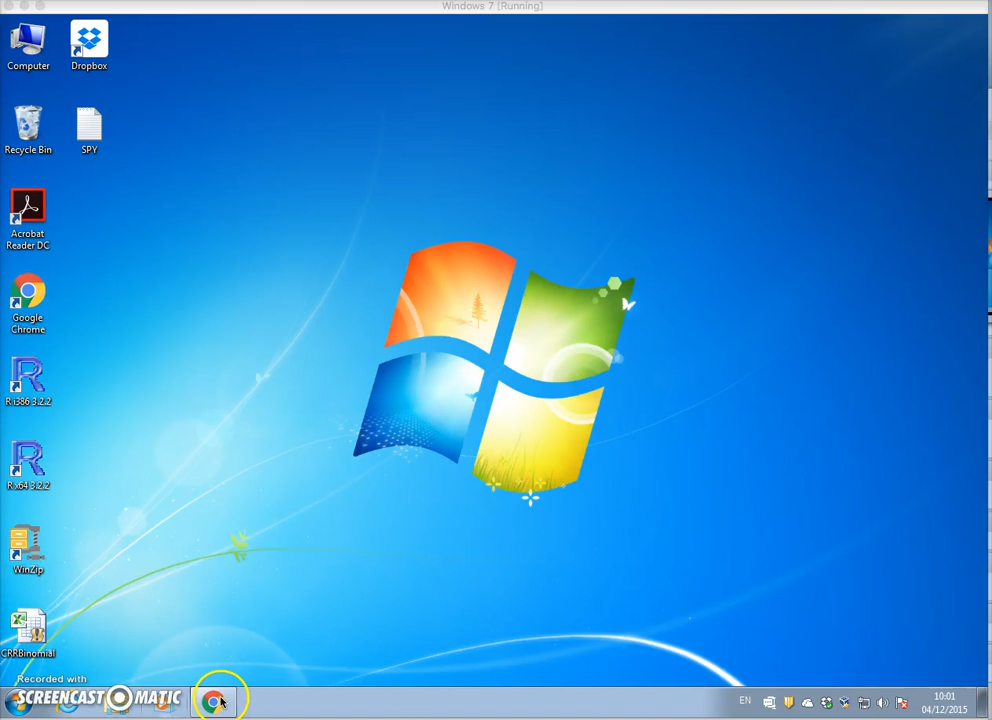 Windows 7 [Running]
Computer
Dropbox
Recycle Bin
SPY
Acrobat
Reader DC
Google
Chrome
R i386 3.2.2
R x64 3.2.2
WinZip
CRRBinomial
Recorded with
SCREENCAST MATIC
EN
10:01
04/12/2015